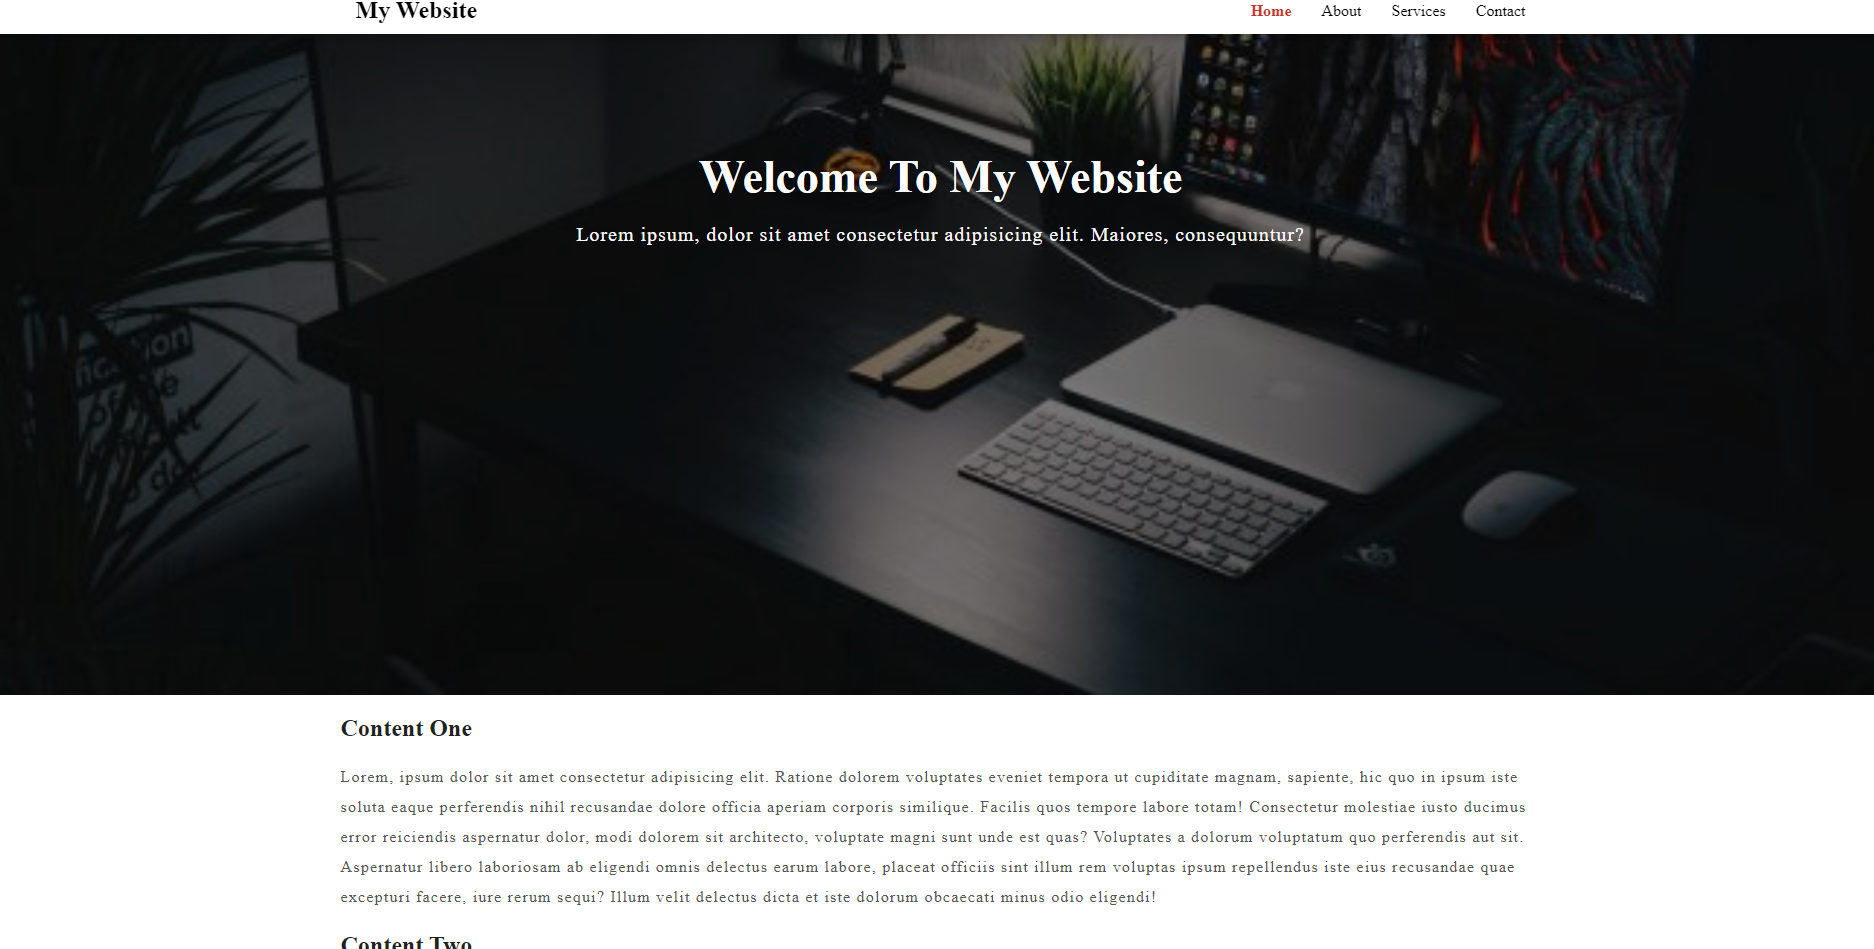 My Website
Home About Services Contact
Welcome To My Website
Lorem ipsum, dolor sit amet consectetur adipisicing elit. Maiores, consequuntur?
Content One
Lorem, ipsum dolor sit amet consectetur adipisicing elit. Ratione dolorem voluptates eveniet tempora ut cupiditate magnam, sapiente, hic quo in ipsum iste
soluta eaque perferendis nihil recusandae dolore officia aperiam corporis similique. Facilis quos tempore labore totam! Consectetur molestiae iusto ducimus
error reiciendis aspernatur dolor, modi dolorem sit architecto, voluptate magni sunt unde est quas? Voluptates a dolorum voluptatum quo perferendis aut sit.
Aspernatur libero laboriosam ab eligendi omnis delectus earum labore, placeat officiis sint illum rem voluptas ipsum repellendus iste eius recusandae quae
excepturi facere, iure rerum sequi? Illum velit delectus dicta et iste dolorum obcaecati minus odio eligendi!
Content Two